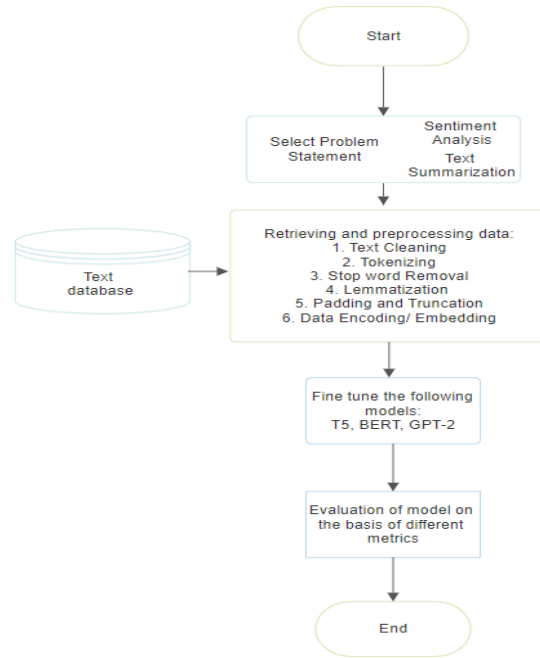 Start
Select Problem
Statement
Sentiment
Analysis
Text
Summarization
Text
database
Retrieving and preprocessing data:
1. Text Cleaning
2. Tokenizing
3. Stop word Removal
4. Lemmatization
5. Padding and Truncation
6. Data Encoding/ Embedding
Fine tune the following
models:
T5, BERT, GPT-2
Evaluation of model on
the basis of different
metrics
End